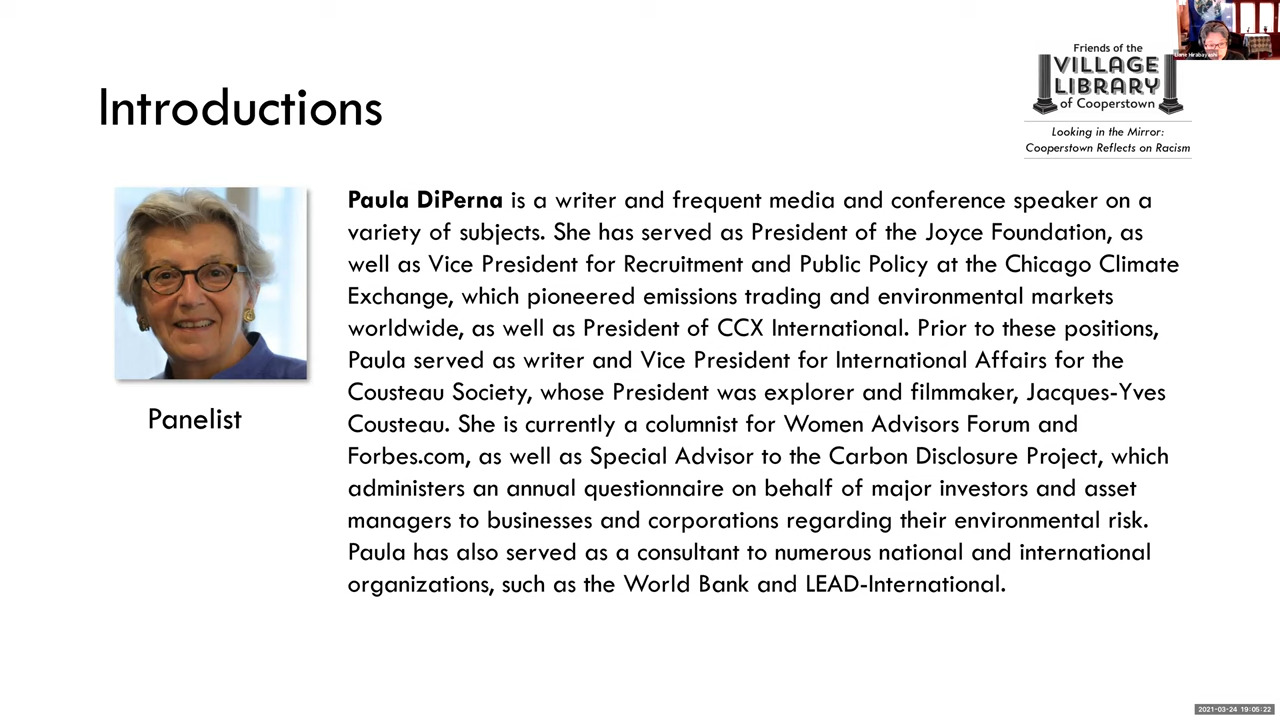 Introductions
Friends of the
VILLAGE
LIBRARY
of Cooperstown
Looking in the Mirror:
Cooperstown Reflects on Racism
Paula DiPerna is a writer and frequent media and conference speaker on a
variety of subjects. She has served as President of the Joyce Foundation, as
well as Vice President for Recruitment and Public Policy at the Chicago Climate
Exchange, which pioneered emissions trading and environmental markets
worldwide, as well as President of CCX International. Prior to these positions,
Paula served as writer and Vice President for International Affairs for the
Cousteau Society, whose President was explorer and filmmaker, Jacques-Yves
Cousteau. She is currently a columnist for Women Advisors Forum and
Forbes.com, as well as Special Advisor to the Carbon Disclosure Project, which
administers an annual questionnaire on behalf of major investors and asset
managers to businesses and corporations regarding their environmental risk.
Paula has also served as a consultant to numerous national and international
organizations, such as the World Bank and LEAD-International.
Panelist
Hirabayashi
2021-03-24 19:05:22